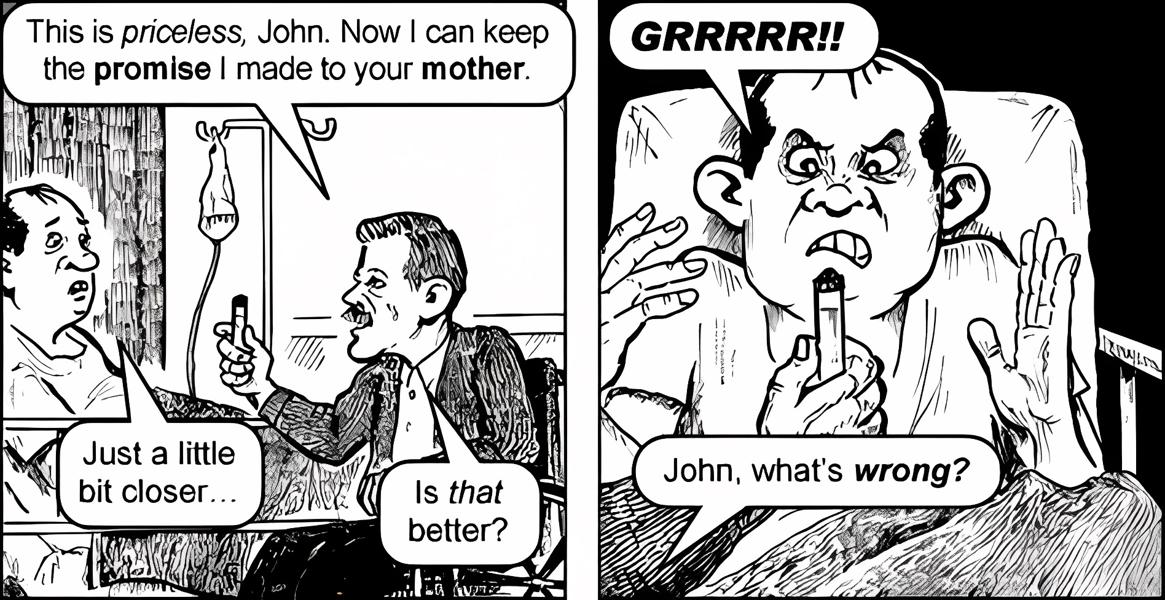 This is priceless, John. Now I can keep
the promise I made to your mother.
Just a little
bit closer...
Is that
better?
GRRRRR!!
John, what's wrong?